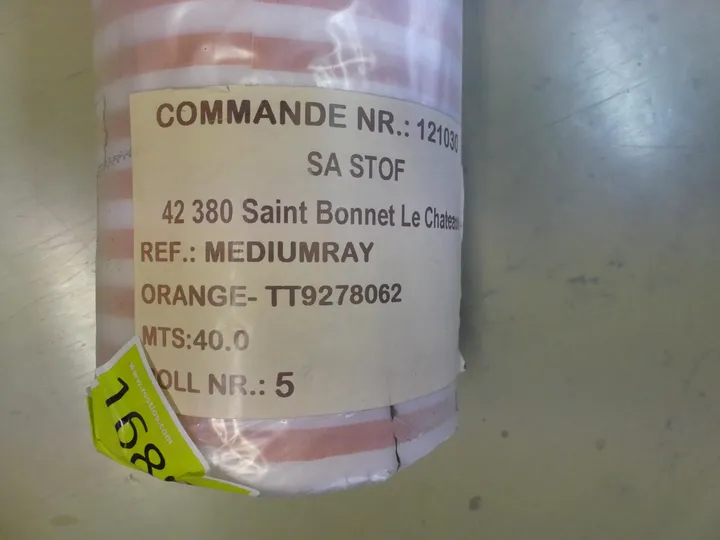 COMMANDE NR.: 121030
SA STOF
42 380 Saint Bonnet Le Chateau
REF.: MEDIUMRAY
ORANGE- TT9278062
MTS:40.0
OLL NR.: 5
168